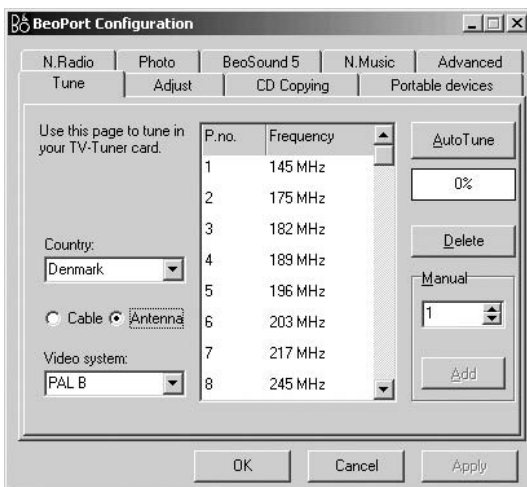 BeoPort Configuration
N.Radio Photo BeoSound 5 N.Music Advanced
Tune Adjust CD Copying Portable devices
Use this page to tune in
your TV-Tuner card.
Country:
Denmark
Cable Antenna
Video system:
PAL B
P.no. Frequency
1 145 MHz
2 175 MHz
3 182 MHz
4 189 MHz
5 196 MHz
6 203 MHz
7 217 MHz
8 245 MHz
AutoTune
0%
Delete
Manual
1
Add
OK Cancel Apply